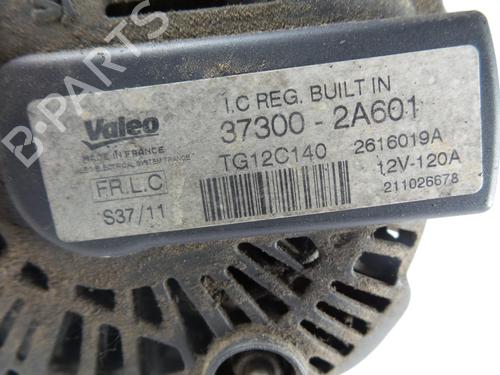 I.C REG. BUILT IN
Valeo
37300 - 2A601
MADE IN FRANCE
TG12C140
2616019A
FR.L.C
12V-120A
211026678
S37/11
B-PARTS